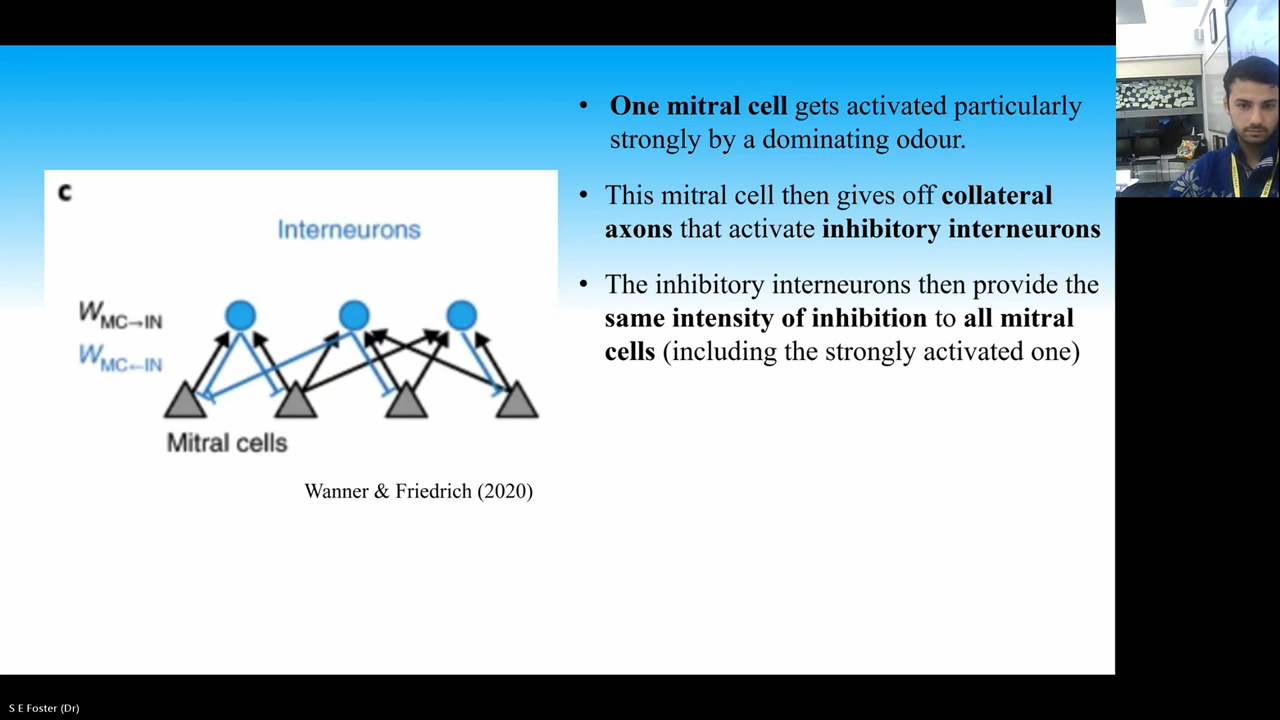 • One mitral cell gets activated particularly
strongly by a dominating odour.
• This mitral cell then gives off collateral
axons that activate inhibitory interneurons
• The inhibitory interneurons then provide the
same intensity of inhibition to all mitral
cells (including the strongly activated one)
c
Interneurons
WMC→IN
WMC←IN
Mitral cells
Wanner & Friedrich (2020)
S E Foster (Dr)